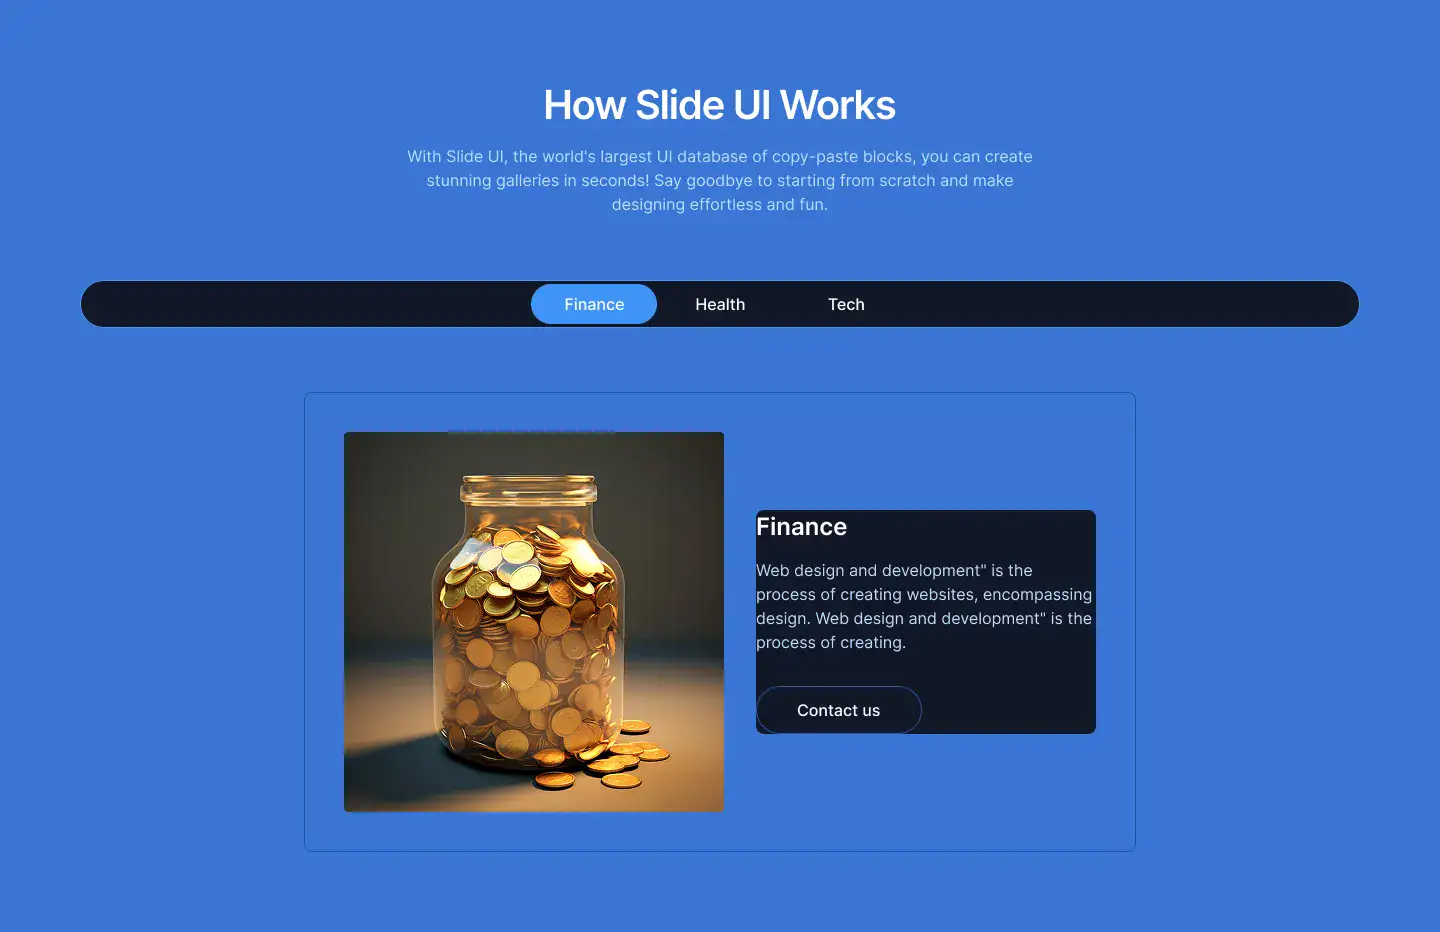 How Slide UI Works
With Slide UI, the world's largest UI database of copy-paste blocks, you can create
stunning galleries in seconds! Say goodbye to starting from scratch and make
designing effortless and fun.
Finance
Health
Tech
Finance
Web design and development" is the
process of creating websites, encompassing
design. Web design and development" is the
process of creating.
Contact us